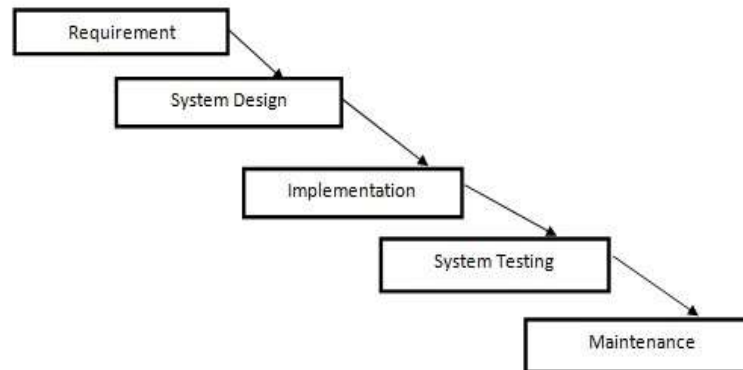 Requirement
System Design
Implementation
System Testing
Maintenance